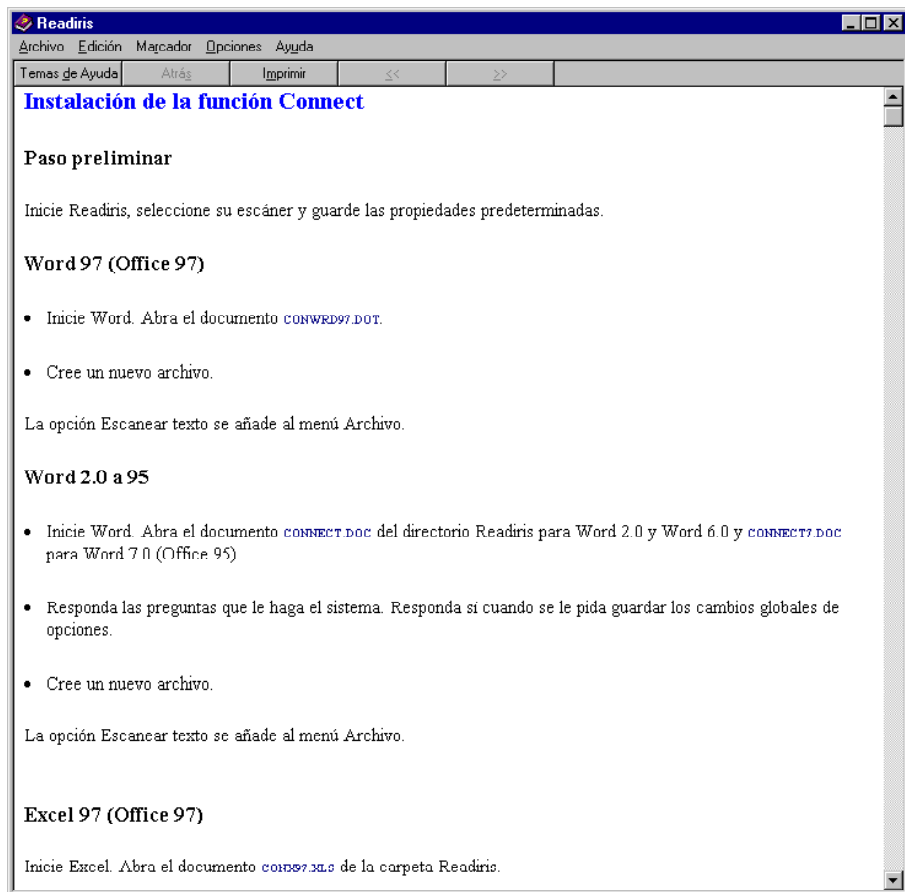 Readiris
Archivo Edición Marcador Opciones Ayuda
Temas de Ayuda Atrás Imprimir << >>
Instalación de la función Connect
Paso preliminar
Inicie Readiris, seleccione su escáner y guarde las propiedades predeterminadas.
Word 97 (Office 97)
• Inicie Word. Abra el documento CONWRD97.DOT.
• Cree un nuevo archivo.
La opción Escanear texto se añade al menú Archivo.
Word 2.0 a 95
• Inicie Word. Abra el documento CONNECT.DOC del directorio Readiris para Word 2.0 y Word 6.0 y CONNECT7.DOC
para Word 7.0 (Office 95)
• Responda las preguntas que le haga el sistema. Responda sí cuando se le pida guardar los cambios globales de
opciones.
• Cree un nuevo archivo.
La opción Escanear texto se añade al menú Archivo.
Excel 97 (Office 97)
Inicie Excel. Abra el documento CONX97.XLS de la carpeta Readiris.